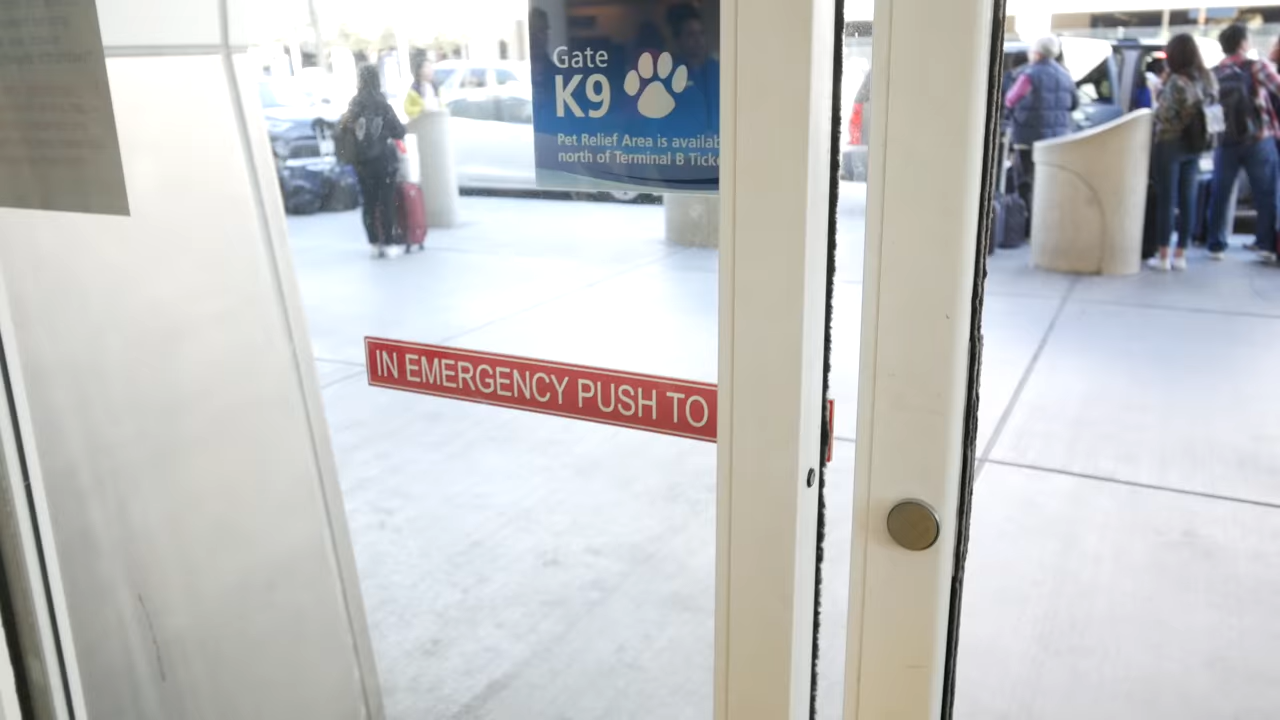 Gate
K9
Pet Relief Area is availab
north of Terminal B Ticke
IN EMERGENCY PUSH TO